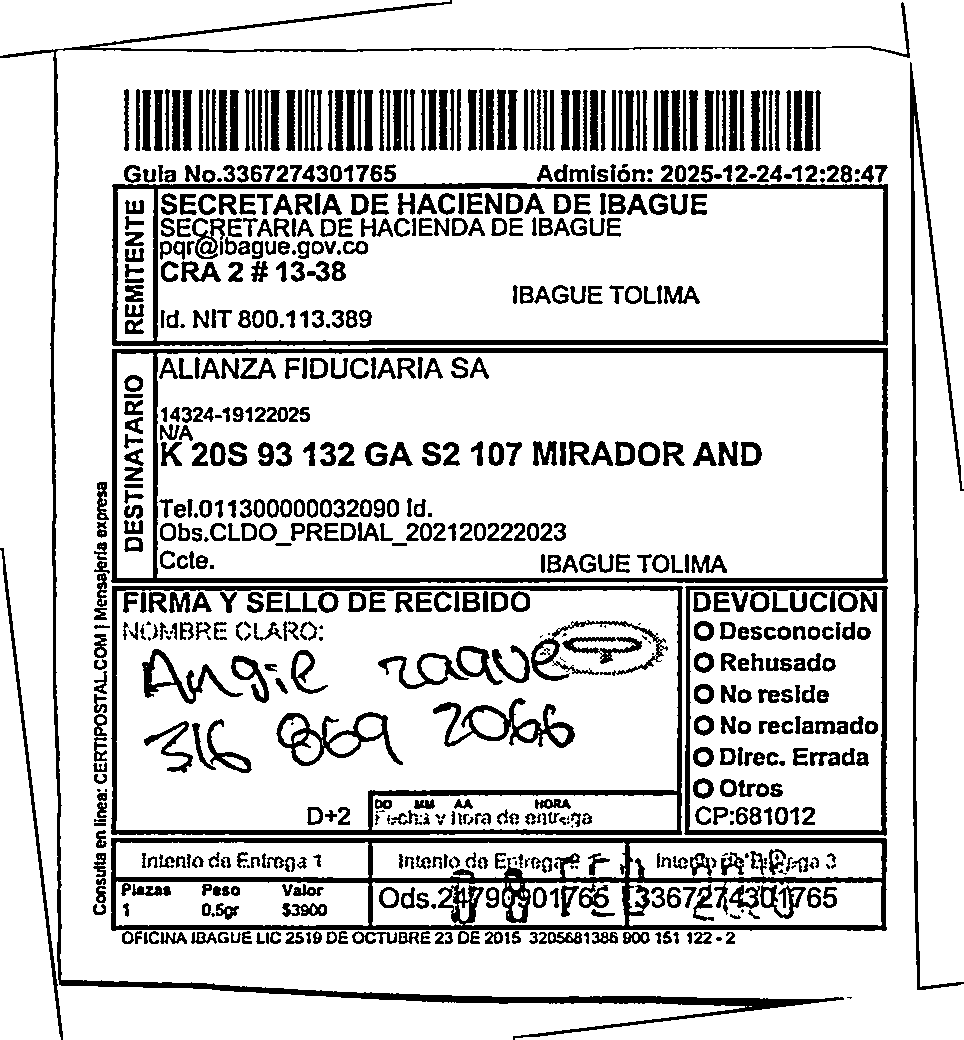 Guia No.3367274301765 Admisión: 2025-12-24-12:28:47
REMITENTE
SECRETARIA DE HACIENDA DE IBAGUE
SECRETARIA DE HACIENDA DE IBAGUE
pqr@ibague.gov.co
CRA 2 # 13-38
IBAGUE TOLIMA
Id. NIT 800.113.389
DESTINATARIO
ALIANZA FIDUCIARIA SA
14324-19122025
N/A
K 20S 93 132 GA S2 107 MIRADOR AND
Tel.011300000032090 Id.
Obs.CLDO_PREDIAL_202120222023
Ccte. IBAGUE TOLIMA
Consulta en linea: CERTIPOSTAL.COM | Mensajería expresa
FIRMA Y SELLO DE RECIBIDO
NOMBRE CLARO:
Angie zaque
316 869 2066
D+2
DD MM AA HORA
Fecha y hora de entrega
DEVOLUCION
Desconocido
Rehusado
No reside
No reclamado
Direc. Errada
Otros
CP:681012
Intento de Entrega 1 Intento de Entrega Intento de Entrega 3
Piezas Peso Valor
1 0.5gr $3900
Ods.24790901765 3367274301765
OFICINA IBAGUE LIC 2519 DE OCTUBRE 23 DE 2015 3205681386 900 151 122 - 2